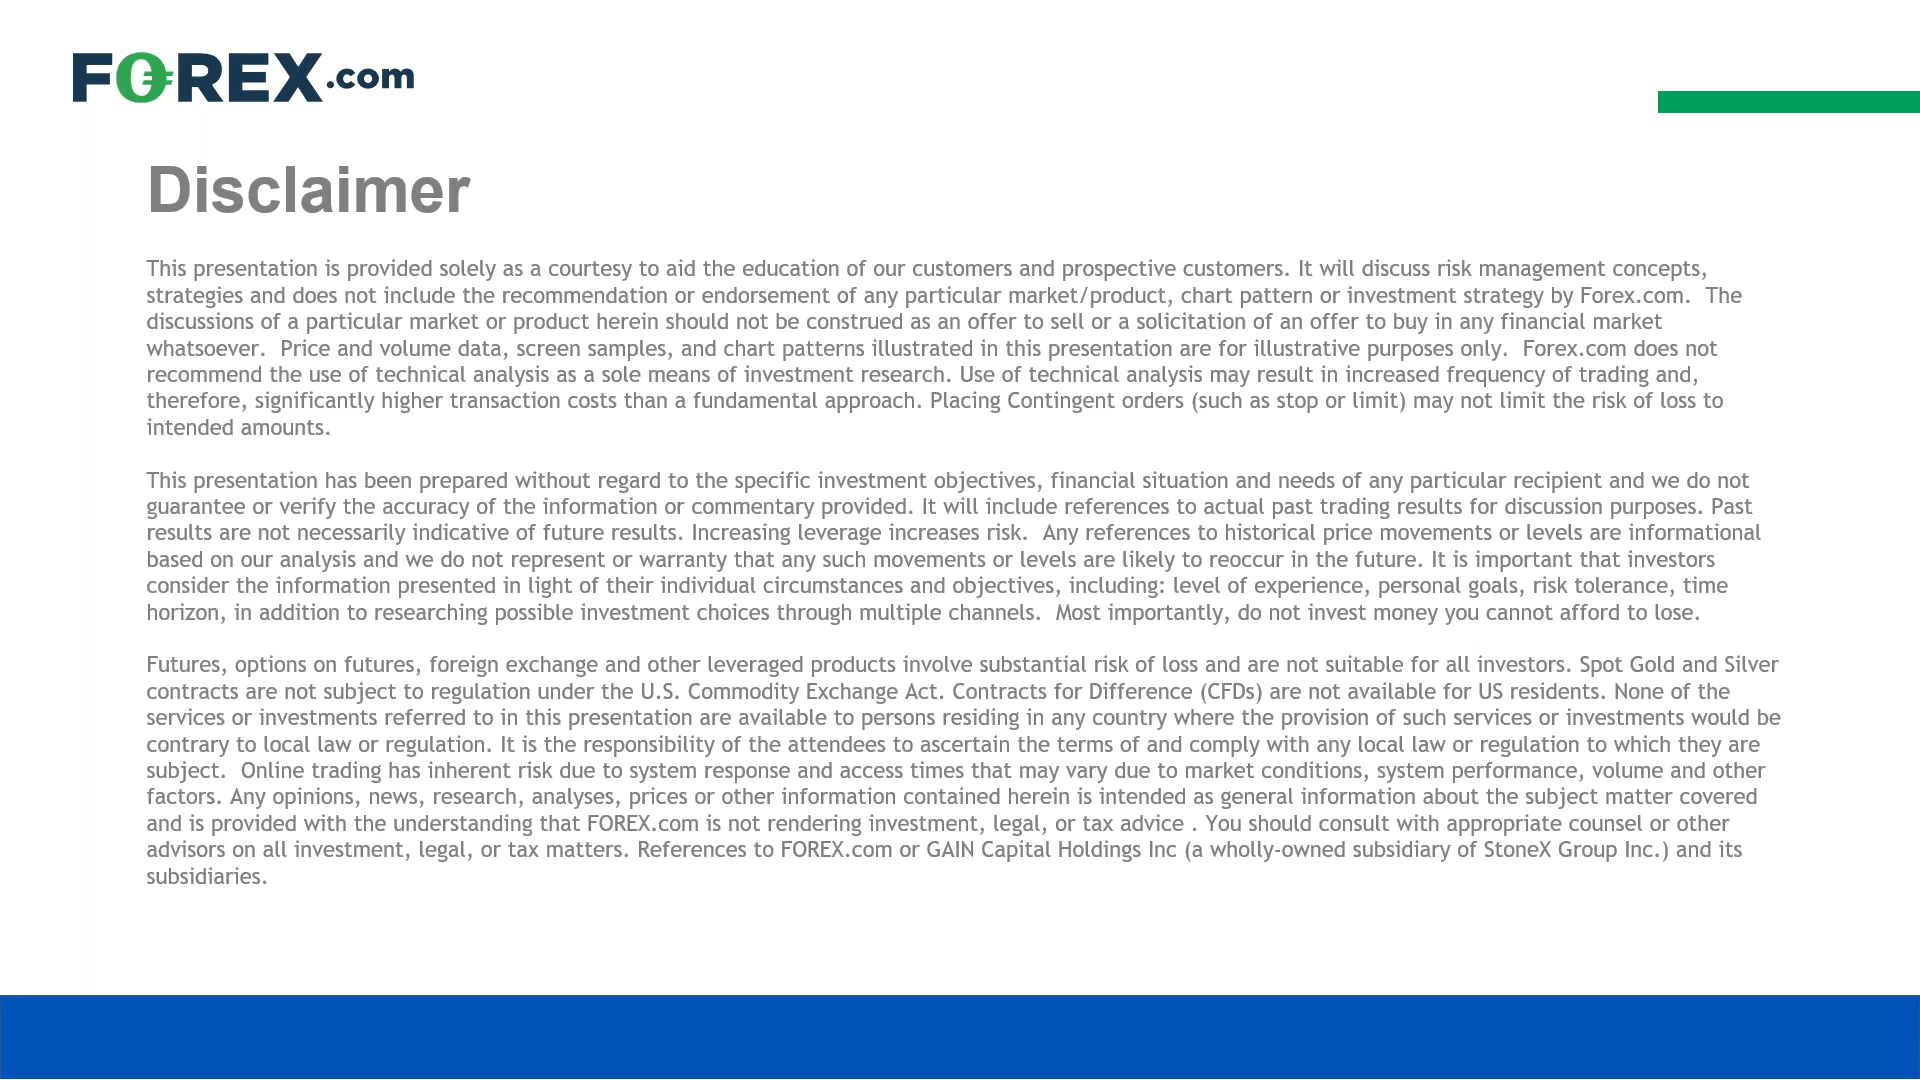 FOREX.com
Disclaimer
This presentation is provided solely as a courtesy to aid the education of our customers and prospective customers. It will discuss risk management concepts,
strategies and does not include the recommendation or endorsement of any particular market/product, chart pattern or investment strategy by Forex.com.  The
discussions of a particular market or product herein should not be construed as an offer to sell or a solicitation of an offer to buy in any financial market
whatsoever.  Price and volume data, screen samples, and chart patterns illustrated in this presentation are for illustrative purposes only.  Forex.com does not
recommend the use of technical analysis as a sole means of investment research. Use of technical analysis may result in increased frequency of trading and,
therefore, significantly higher transaction costs than a fundamental approach. Placing Contingent orders (such as stop or limit) may not limit the risk of loss to
intended amounts.
This presentation has been prepared without regard to the specific investment objectives, financial situation and needs of any particular recipient and we do not
guarantee or verify the accuracy of the information or commentary provided. It will include references to actual past trading results for discussion purposes. Past
results are not necessarily indicative of future results. Increasing leverage increases risk.  Any references to historical price movements or levels are informational
based on our analysis and we do not represent or warranty that any such movements or levels are likely to reoccur in the future. It is important that investors
consider the information presented in light of their individual circumstances and objectives, including: level of experience, personal goals, risk tolerance, time
horizon, in addition to researching possible investment choices through multiple channels.  Most importantly, do not invest money you cannot afford to lose.
Futures, options on futures, foreign exchange and other leveraged products involve substantial risk of loss and are not suitable for all investors. Spot Gold and Silver
contracts are not subject to regulation under the U.S. Commodity Exchange Act. Contracts for Difference (CFDs) are not available for US residents. None of the
services or investments referred to in this presentation are available to persons residing in any country where the provision of such services or investments would be
contrary to local law or regulation. It is the responsibility of the attendees to ascertain the terms of and comply with any local law or regulation to which they are
subject.  Online trading has inherent risk due to system response and access times that may vary due to market conditions, system performance, volume and other
factors. Any opinions, news, research, analyses, prices or other information contained herein is intended as general information about the subject matter covered
and is provided with the understanding that FOREX.com is not rendering investment, legal, or tax advice . You should consult with appropriate counsel or other
advisors on all investment, legal, or tax matters. References to FOREX.com or GAIN Capital Holdings Inc (a wholly-owned subsidiary of StoneX Group Inc.) and its
subsidiaries.